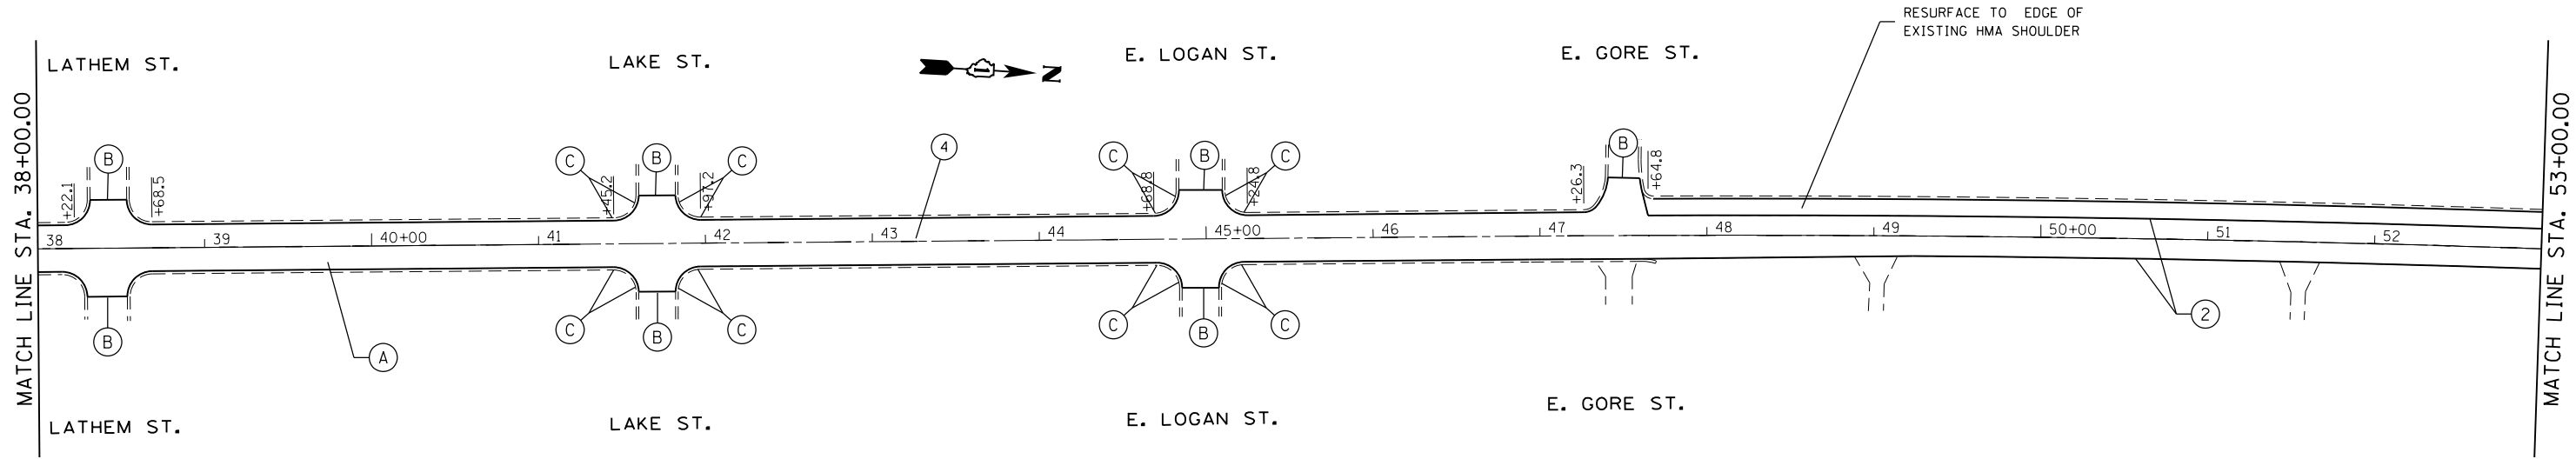 RESURFACE TO EDGE OF
EXISTING HMA SHOULDER
LATHEM ST.
LAKE ST.
N
E. LOGAN ST.
E. GORE ST.
MATCH LINE STA. 38+00.00
MATCH LINE STA. 53+00.00
B
C
B
C
4
C
B
C
B
+22.1
+68.5
+45.2
+97.2
+68.8
+24.8
+26.3
+64.8
38
39
40+00
41
42
43
44
45+00
46
47
48
49
50+00
51
52
B
A
C
B
C
C
B
C
2
LATHEM ST.
LAKE ST.
E. LOGAN ST.
E. GORE ST.